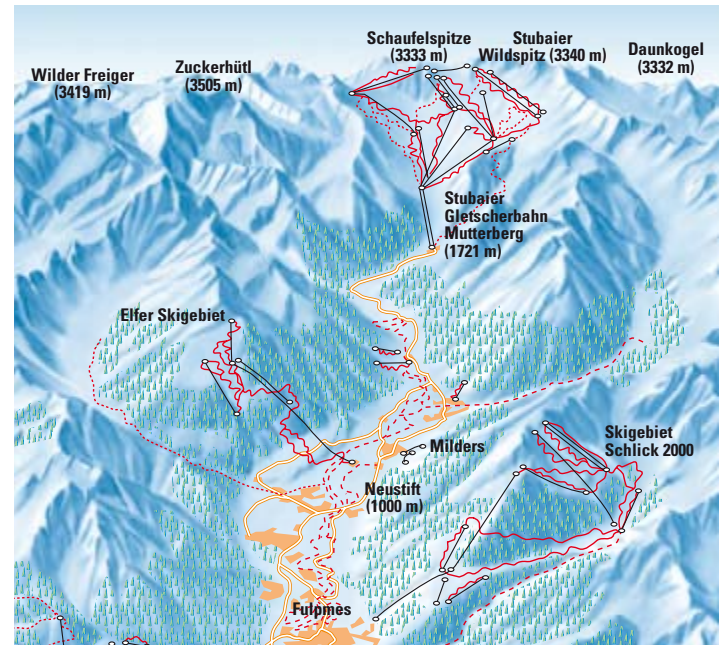 Schaufelspitze
(3333 m)
Stubaier
Wildspitz (3340 m)
Daunkogel
(3332 m)
Zuckerhütl
(3505 m)
Wilder Freiger
(3419 m)
Stubaier
Gletscherbahn
Mutterberg
(1721 m)
Elfer Skigebiet
Milders
Skigebiet
Schlick 2000
Neustift
(1000 m)
Fulpmes